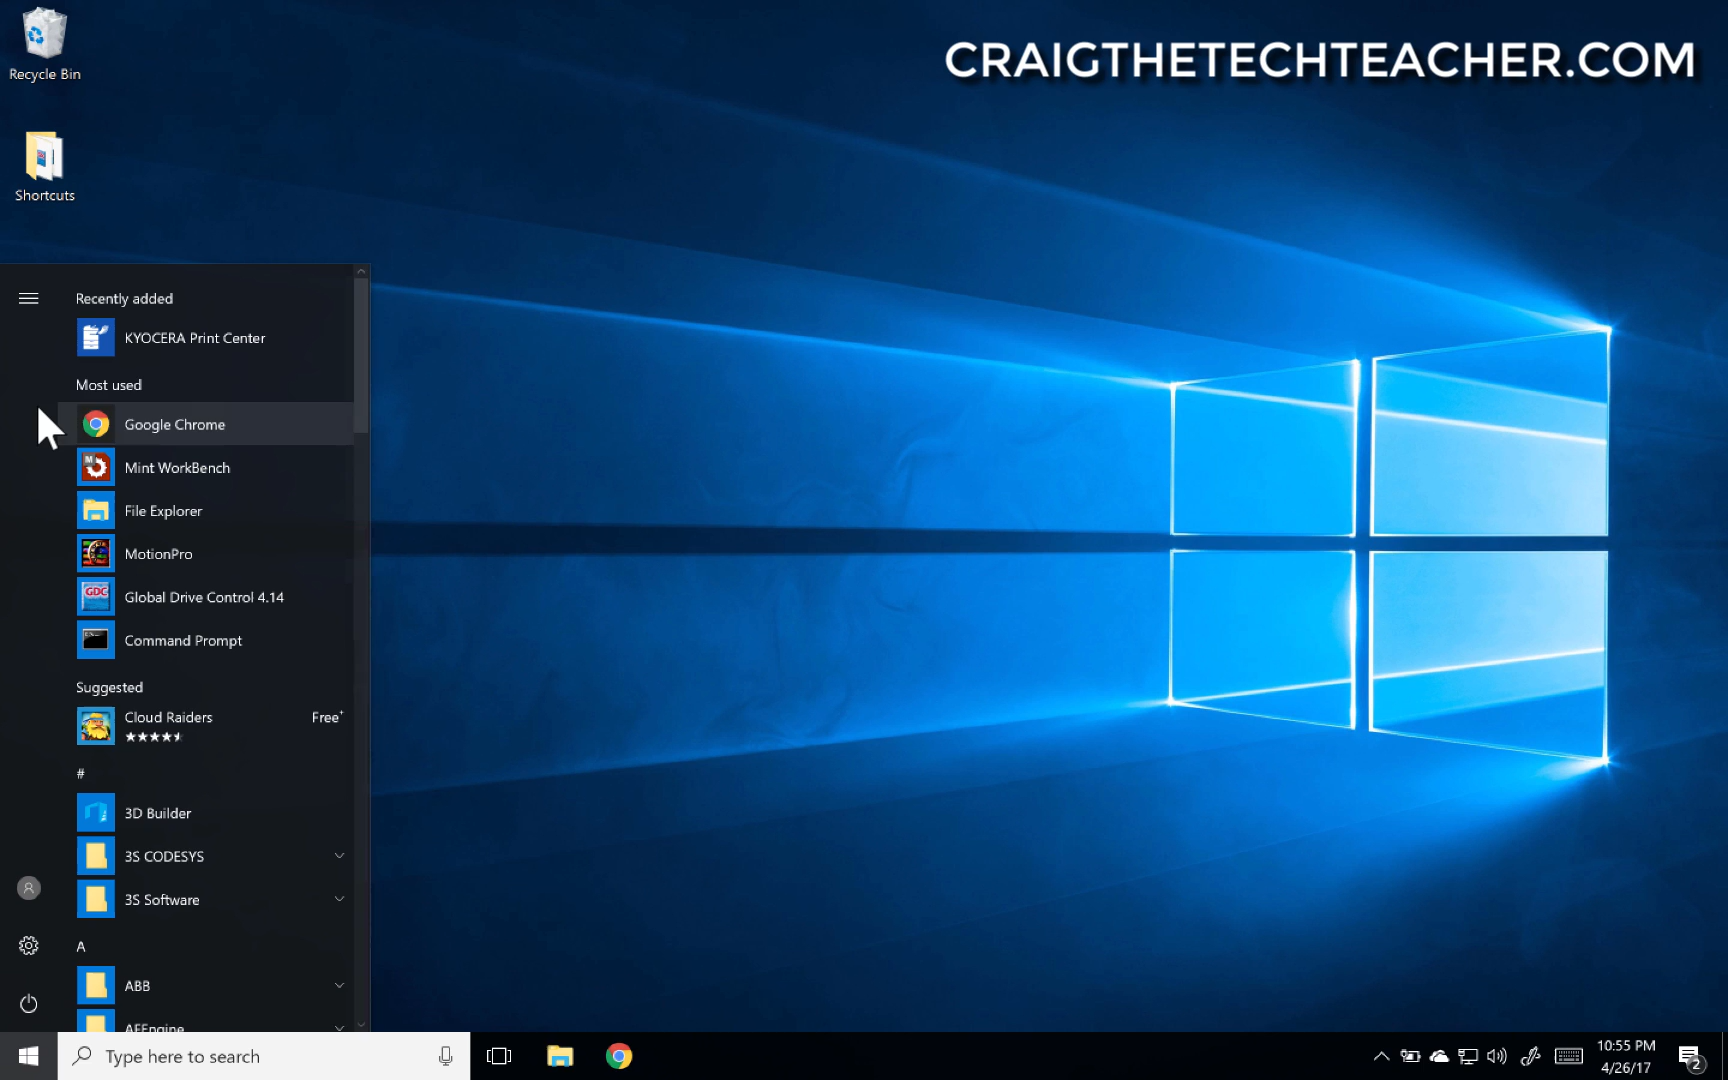 Recycle Bin
CRAIGTHETECHTEACHER.COM
Shortcuts
Recently added
KYOCERA Print Center
Most used
Google Chrome
Mint WorkBench
File Explorer
MotionPro
Global Drive Control 4.14
Command Prompt
Suggested
Cloud Raiders Free+
#
3D Builder
3S CODESYS
3S Software
A
ABB
AFEngine
Type here to search
10:55 PM
4/26/17
2